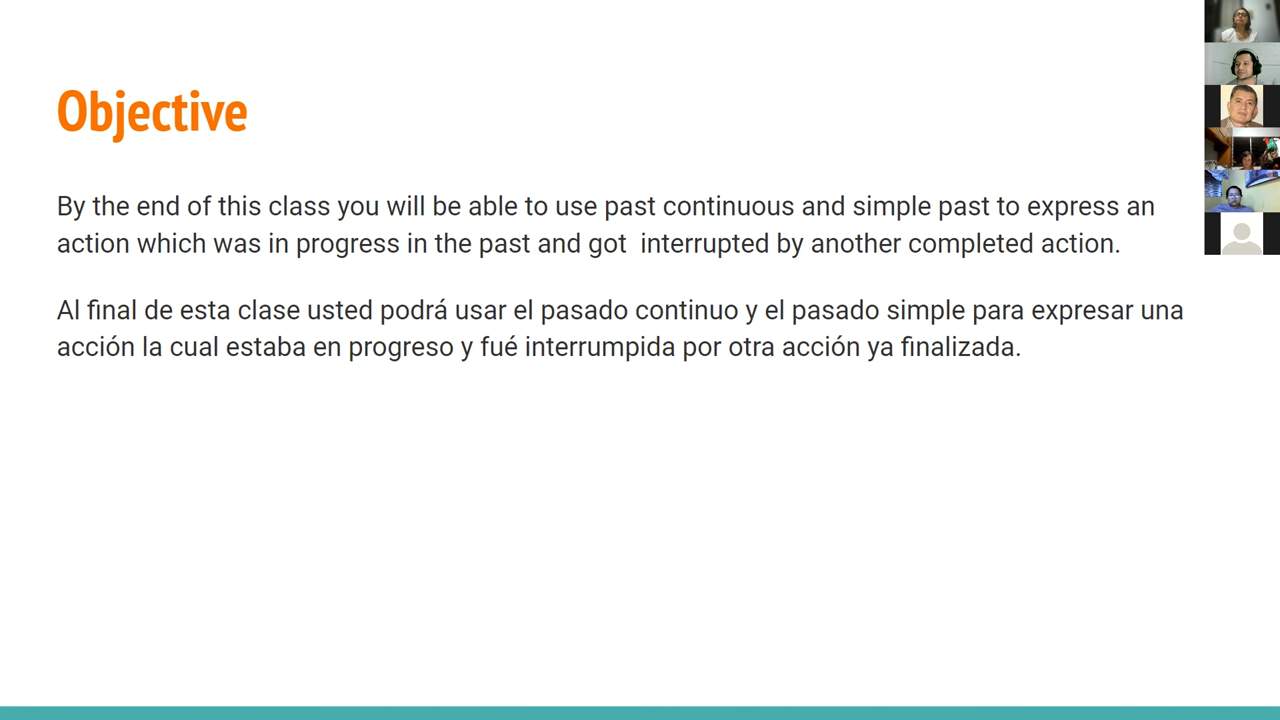 Objective
By the end of this class you will be able to use past continuous and simple past to express an
action which was in progress in the past and got  interrupted by another completed action.
Al final de esta clase usted podrá usar el pasado continuo y el pasado simple para expresar una
acción la cual estaba en progreso y fué interrumpida por otra acción ya finalizada.